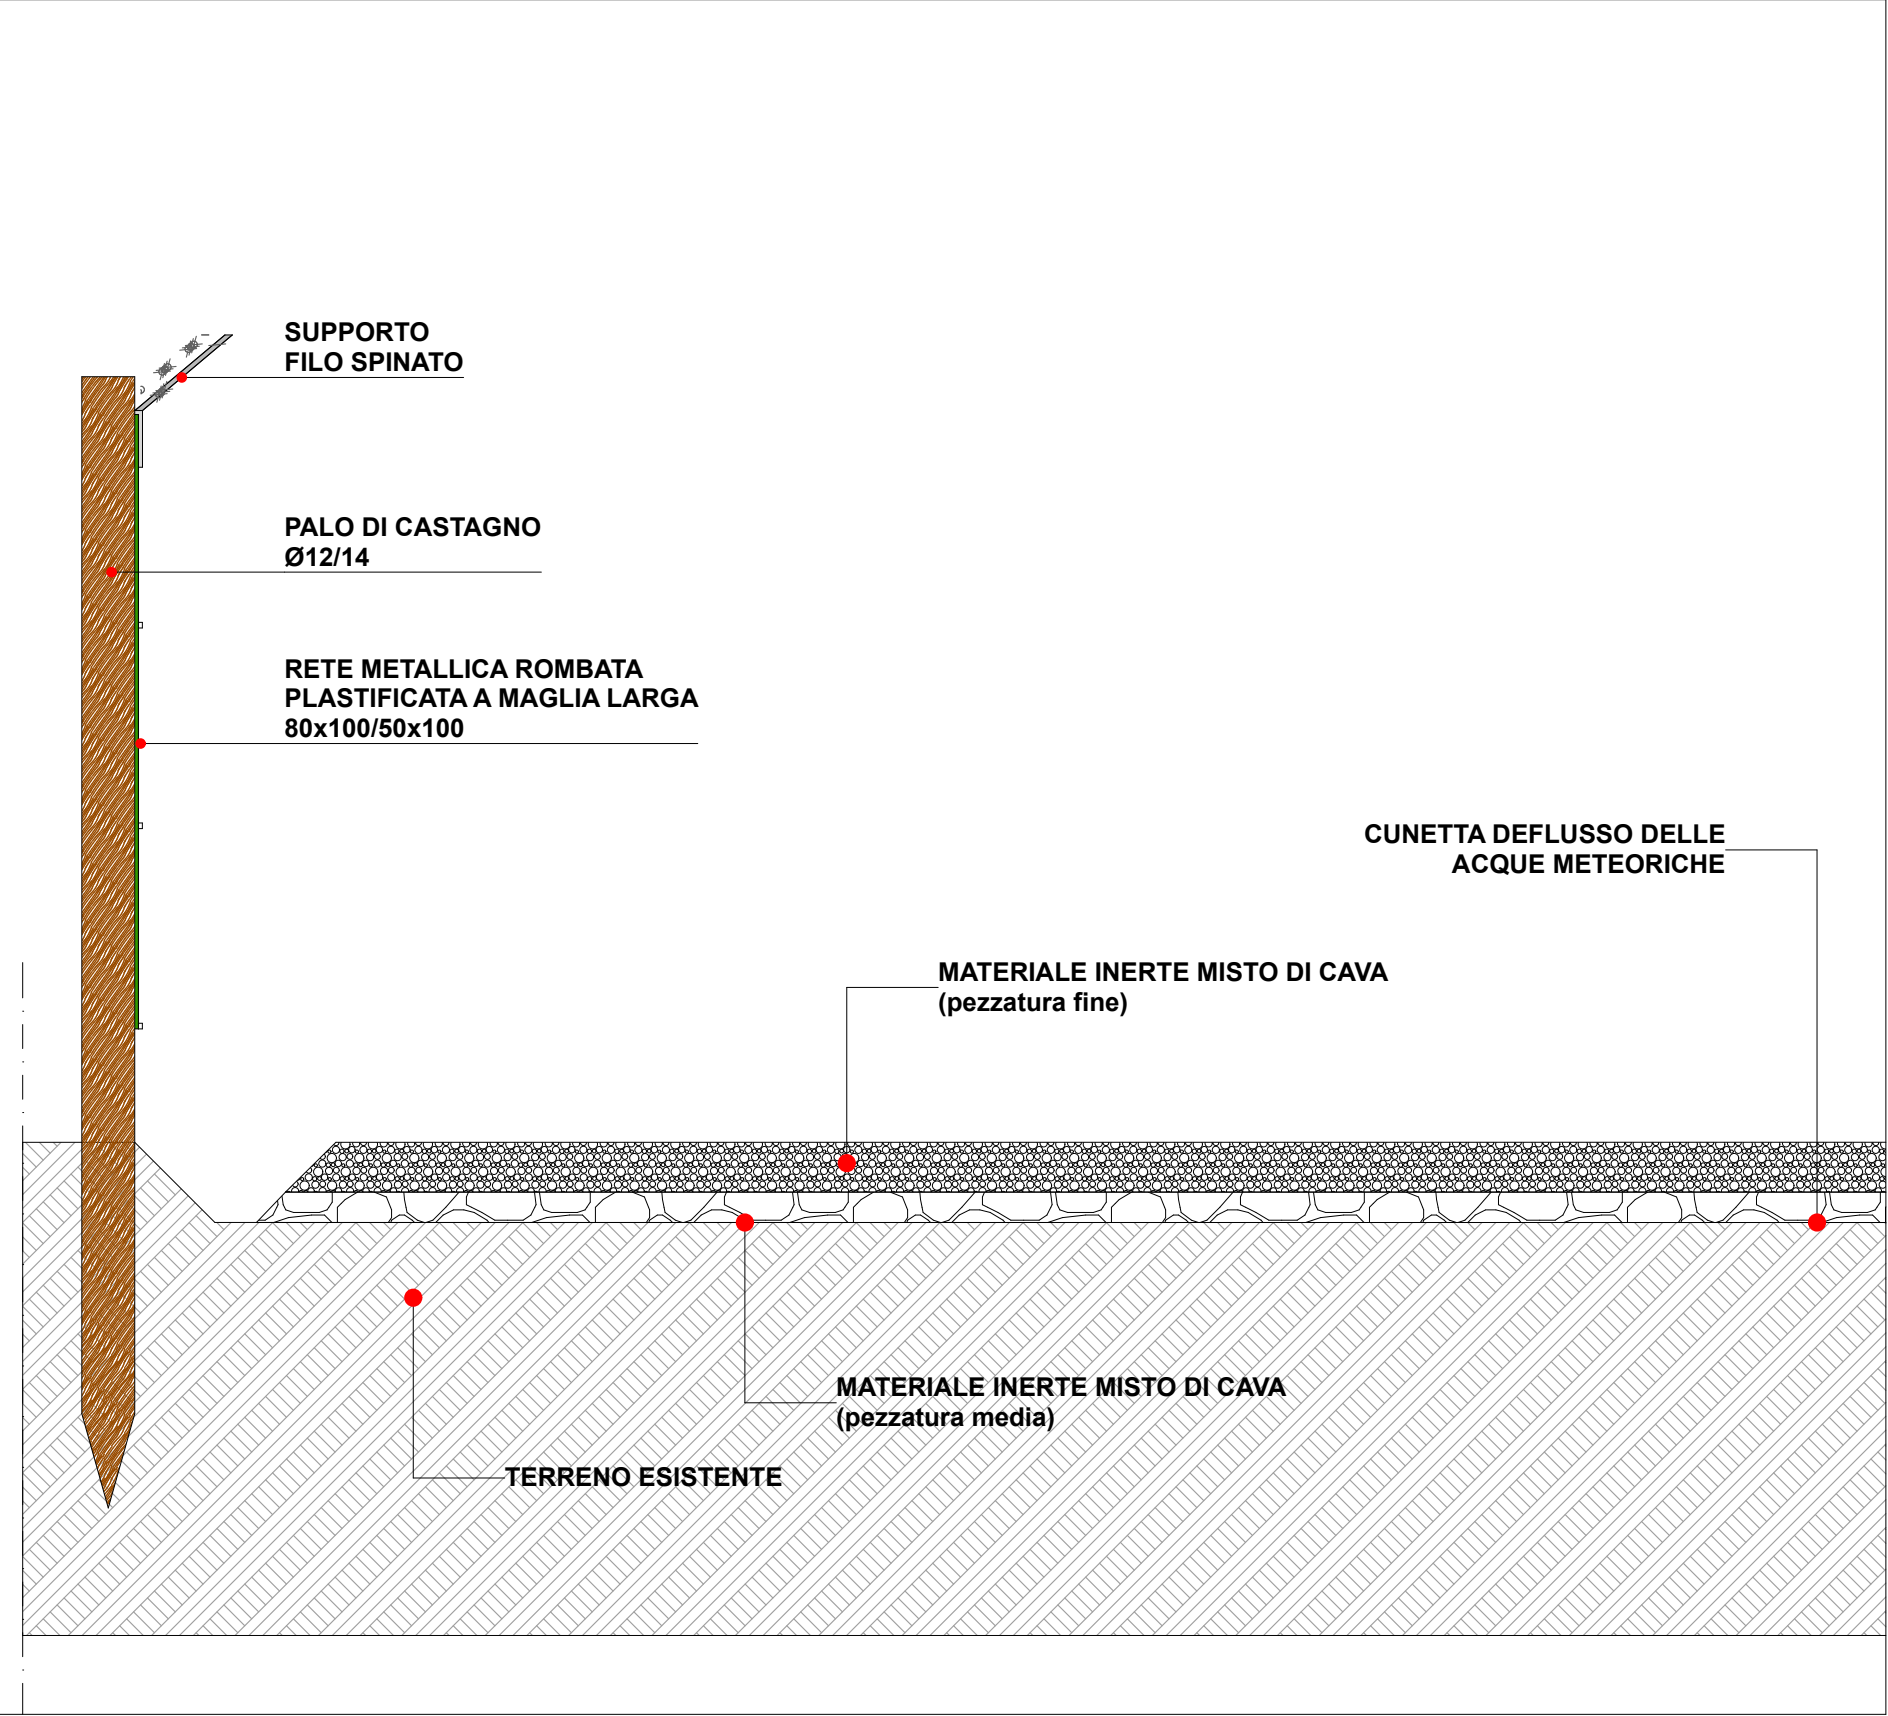 SUPPORTO
FILO SPINATO
PALO DI CASTAGNO
Ø12/14
RETE METALLICA ROMBATA
PLASTIFICATA A MAGLIA LARGA
80x100/50x100
CUNETTA DEFLUSSO DELLE
ACQUE METEORICHE
MATERIALE INERTE MISTO DI CAVA
(pezzatura fine)
MATERIALE INERTE MISTO DI CAVA
(pezzatura media)
TERRENO ESISTENTE